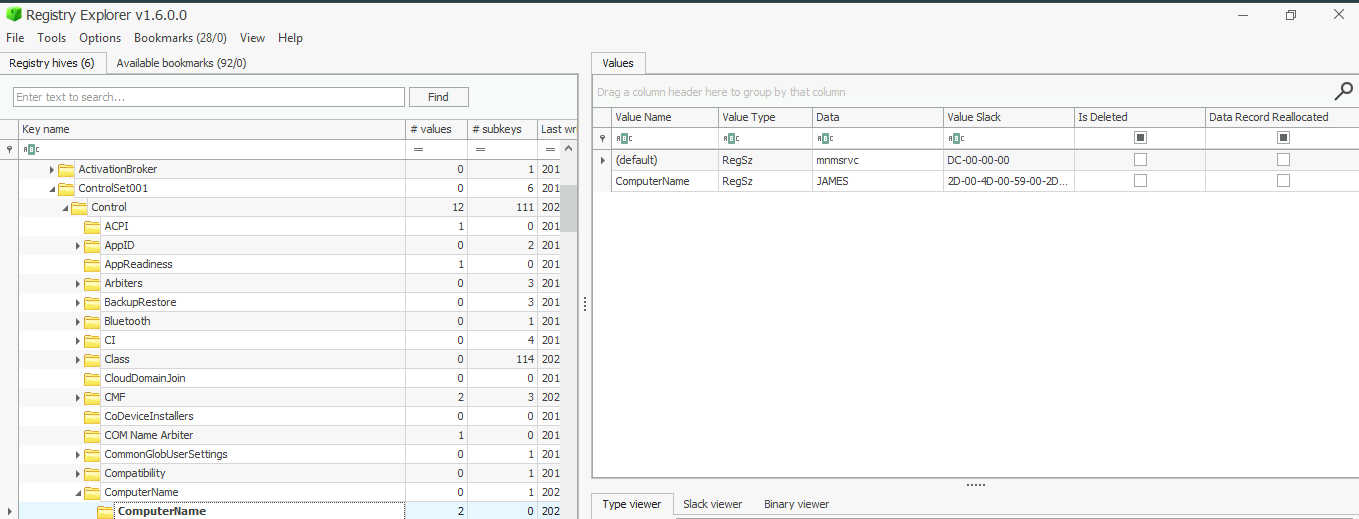 Registry Explorer v1.6.0.0
File Tools Options Bookmarks (28/0) View Help
Registry hives (6) Available bookmarks (92/0)
Enter text to search... Find
Key name # values # subkeys Last wr
ABC = = =
ActivationBroker 0 1 201
ControlSet001 0 6 201
Control 12 111 202
ACPI 1 0 201
AppID 0 2 201
AppReadiness 1 0 201
Arbiters 0 3 201
BackupRestore 0 3 201
Bluetooth 0 1 201
CI 0 4 201
Class 0 114 202
CloudDomainJoin 0 0 201
CMF 2 3 202
CoDeviceInstallers 0 0 201
COM Name Arbiter 1 0 201
CommonGlobUserSettings 0 1 201
Compatibility 0 1 201
ComputerName 0 1 202
ComputerName 2 0 202
Values
Drag a column header here to group by that column
Value Name Value Type Data Value Slack Is Deleted Data Record Reallocated
ABC ABC ABC ABC
(default) RegSz mnmsrvc DC-00-00-00
ComputerName RegSz JAMES 2D-00-4D-00-59-00-2D...
Type viewer Slack viewer Binary viewer